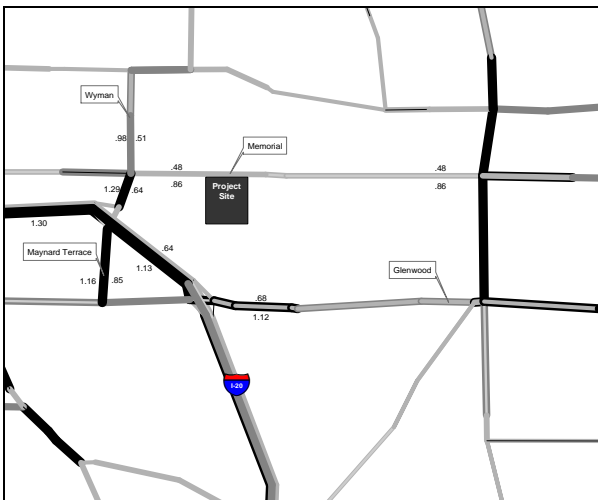 Wyman
.98 .51
Memorial
.48
.86
.48
.86
Project
Site
1.29 .64
1.30
.64
Maynard Terrace
1.13
Glenwood
1.16 .85
.68
1.12
I-20